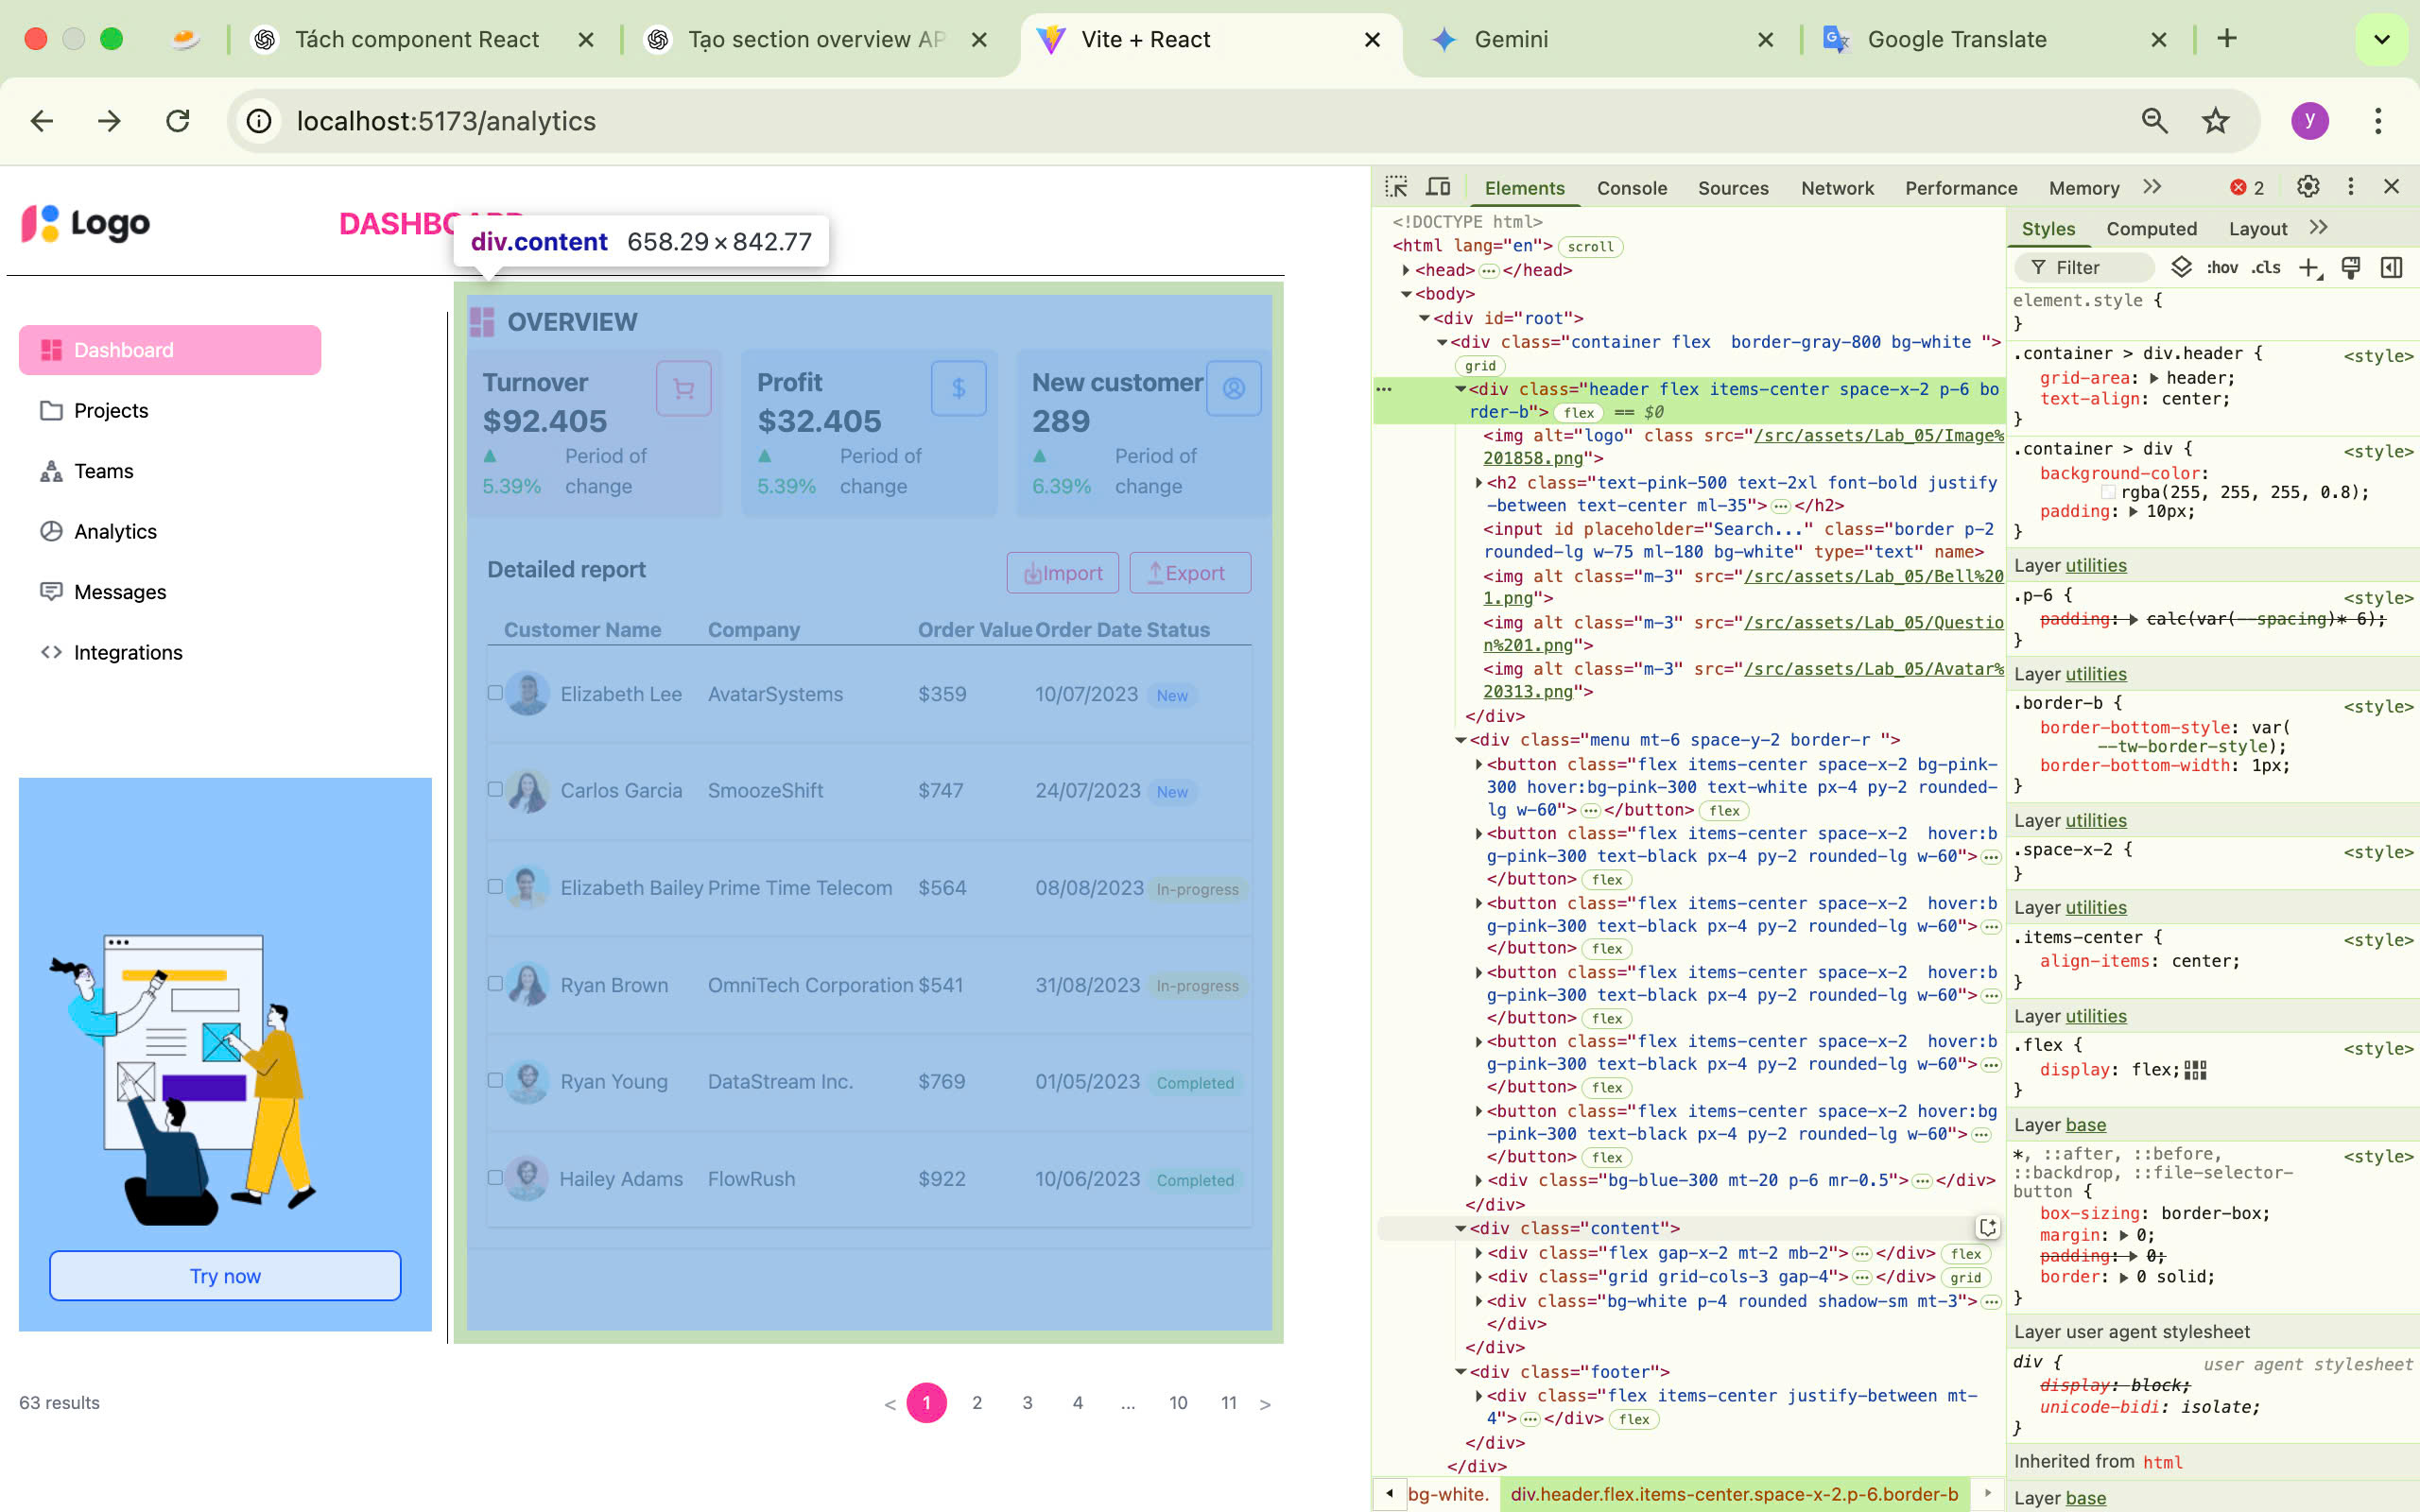 Tách component React
Tạo section overview AP
Vite + React
Gemini
Google Translate
localhost:5173/analytics
y
Logo
DASHBOARD
div.content 658.29 × 842.77
Dashboard
Projects
Teams
Analytics
Messages
Integrations
Try now
OVERVIEW
Turnover
$92.405
5.39%
Period of
change
Profit
$32.405
5.39%
Period of
change
New customer
289
6.39%
Period of
change
Detailed report
Import
Export
Customer Name Company Order Value Order Date Status
Elizabeth Lee AvatarSystems $359 10/07/2023 New
Carlos Garcia SmoozeShift $747 24/07/2023 New
Elizabeth Bailey Prime Time Telecom $564 08/08/2023 In-progress
Ryan Brown OmniTech Corporation $541 31/08/2023 In-progress
Ryan Young DataStream Inc. $769 01/05/2023 Completed
Hailey Adams FlowRush $922 10/06/2023 Completed
63 results
< 1 2 3 4 ... 10 11 >
Elements Console Sources Network Performance Memory 2
<!DOCTYPE html>
<html lang="en"> scroll
<head> ... </head>
<body>
<div id="root">
<div class="container flex  border-gray-800 bg-white ">
grid
<div class="header flex items-center space-x-2 p-6 bo
rder-b"> flex == $0
<img alt="logo" class src="/src/assets/Lab_05/Image%
201858.png">
<h2 class="text-pink-500 text-2xl font-bold justify
-between text-center ml-35"> ... </h2>
<input id placeholder="Search..." class="border p-2
rounded-lg w-75 ml-180 bg-white" type="text" name>
<img alt class="m-3" src="/src/assets/Lab_05/Bell%20
1.png">
<img alt class="m-3" src="/src/assets/Lab_05/Questio
n%201.png">
<img alt class="m-3" src="/src/assets/Lab_05/Avatar%
20313.png">
</div>
<div class="menu mt-6 space-y-2 border-r ">
<button class="flex items-center space-x-2 bg-pink-
300 hover:bg-pink-300 text-white px-4 py-2 rounded-
lg w-60"> ... </button> flex
<button class="flex items-center space-x-2  hover:b
g-pink-300 text-black px-4 py-2 rounded-lg w-60"> ...
</button> flex
<button class="flex items-center space-x-2  hover:b
g-pink-300 text-black px-4 py-2 rounded-lg w-60"> ...
</button> flex
<button class="flex items-center space-x-2  hover:b
g-pink-300 text-black px-4 py-2 rounded-lg w-60"> ...
</button> flex
<button class="flex items-center space-x-2  hover:b
g-pink-300 text-black px-4 py-2 rounded-lg w-60"> ...
</button> flex
<button class="flex items-center space-x-2 hover:bg
-pink-300 text-black px-4 py-2 rounded-lg w-60"> ...
</button> flex
<div class="bg-blue-300 mt-20 p-6 mr-0.5"> ... </div>
</div>
<div class="content">
<div class="flex gap-x-2 mt-2 mb-2"> ... </div> flex
<div class="grid grid-cols-3 gap-4"> ... </div> grid
<div class="bg-white p-4 rounded shadow-sm mt-3"> ...
</div>
</div>
<div class="footer">
<div class="flex items-center justify-between mt-
4"> ... </div> flex
</div>
</div>
bg-white. div.header.flex.items-center.space-x-2.p-6.border-b
Styles Computed Layout
Filter :hov .cls
element.style {
}
.container > div.header { <style>
grid-area: header;
text-align: center;
}
.container > div { <style>
background-color:
rgba(255, 255, 255, 0.8);
padding: 10px;
}
Layer utilities
.p-6 { <style>
padding: calc(var(--spacing)* 6);
}
Layer utilities
.border-b { <style>
border-bottom-style: var(
--tw-border-style);
border-bottom-width: 1px;
}
Layer utilities
.space-x-2 { <style>
}
Layer utilities
.items-center { <style>
align-items: center;
}
Layer utilities
.flex { <style>
display: flex;
}
Layer base
*, ::after, ::before, <style>
::backdrop, ::file-selector-
button {
box-sizing: border-box;
margin: 0;
padding: 0;
border: 0 solid;
}
Layer user agent stylesheet
div { user agent stylesheet
display: block;
unicode-bidi: isolate;
}
Inherited from html
Layer base